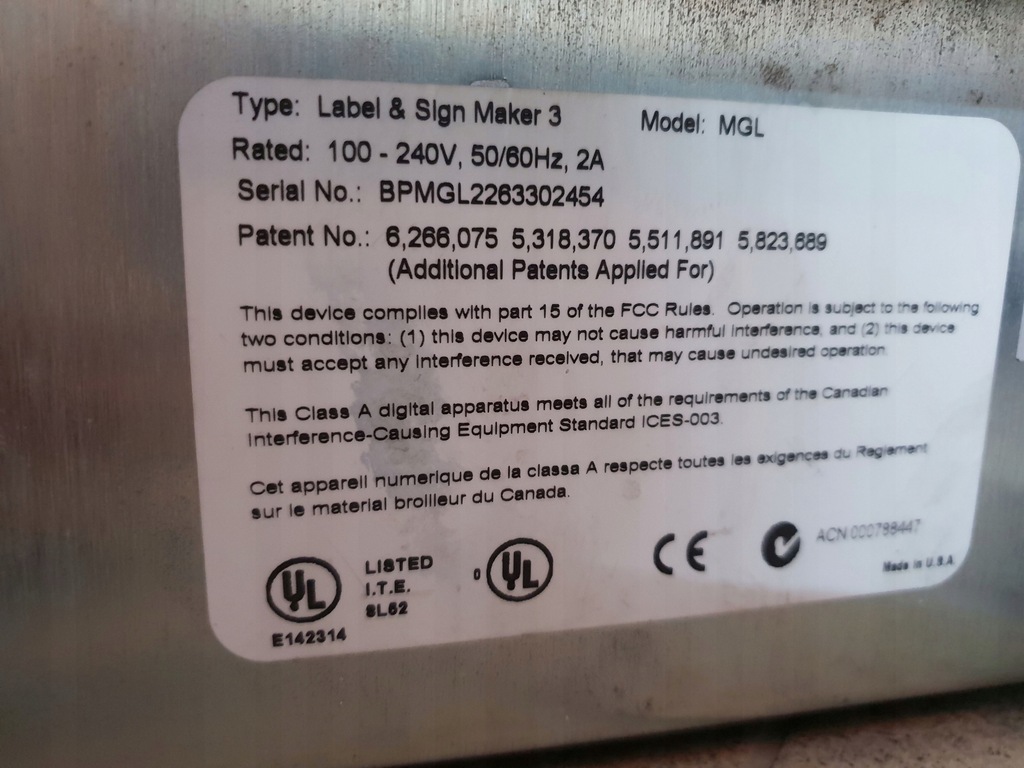 Type: Label & Sign Maker 3 Model: MGL
Rated: 100 - 240V, 50/60Hz, 2A
Serial No.: BPMGL2263302454
Patent No.: 6,266,075 5,318,370 5,511,891 5,823,689
(Additional Patents Applied For)
This device complies with part 15 of the FCC Rules. Operation is subject to the following
two conditions: (1) this device may not cause harmful interference, and (2) this device
must accept any interference received, that may cause undesired operation.
This Class A digital apparatus meets all of the requirements of the Canadian
Interference-Causing Equipment Standard ICES-003.
Cet appareil numerique de la classa A respecte toutes les exigences du Reglement
sur le material broilleur du Canada.
UL LISTED UL CE ACN 000788447
I.T.E. Made in U.S.A
8L62
E142314